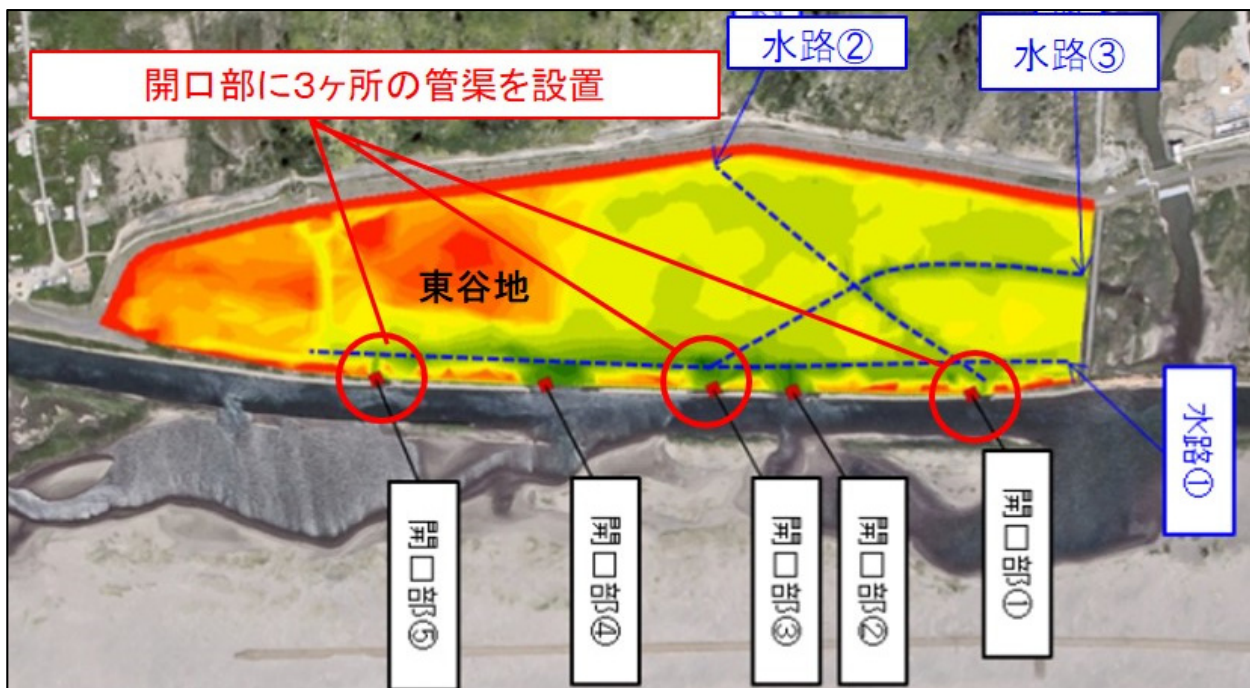 水路②
水路③
開口部に3ヶ所の管渠を設置
東谷地
水路①
開口部⑤
開口部④
開口部③
開口部②
開口部①